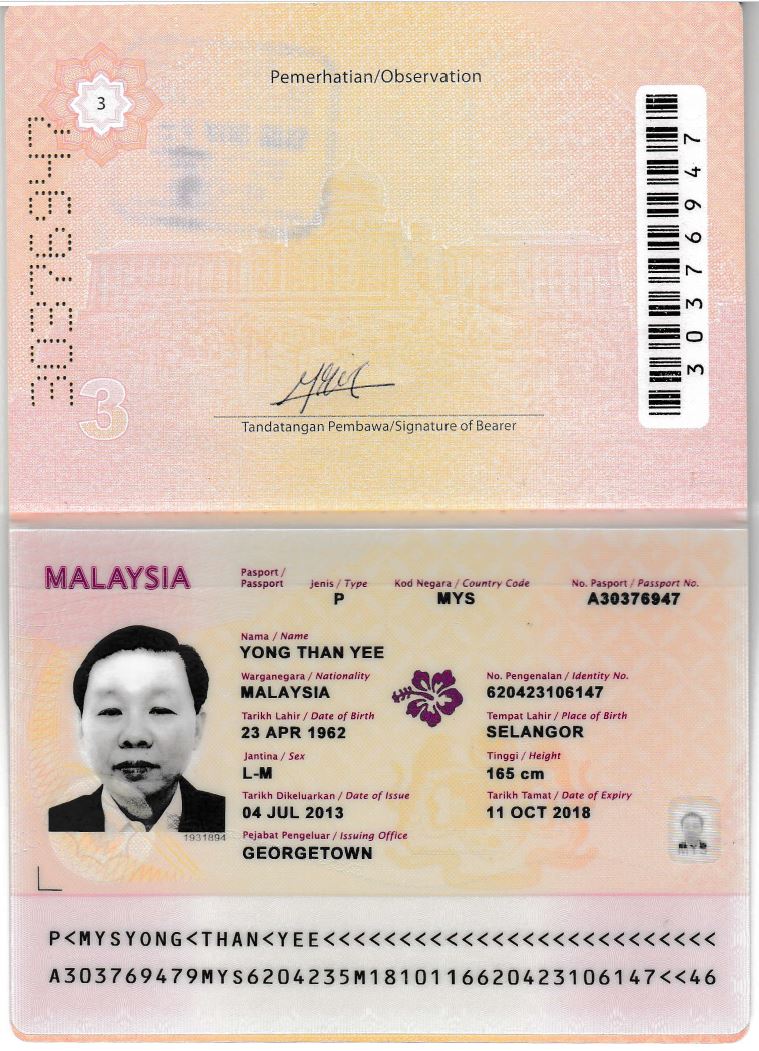 Pemerhatian/Observation
3
30376947
30376947
3
Tandatangan Pembawa/Signature of Bearer
MALAYSIA
Pasport / Passport
Jenis / Type
Kod Negara / Country Code
No. Pasport / Passport No.
P
MYS
A30376947
Nama / Name
YONG THAN YEE
Warganegara / Nationality
No. Pengenalan / Identity No.
MALAYSIA
620423106147
Tarikh Lahir / Date of Birth
Tempat Lahir / Place of Birth
23 APR 1962
SELANGOR
Jantina / Sex
Tinggi / Height
L-M
165 cm
Tarikh Dikeluarkan / Date of Issue
Tarikh Tamat / Date of Expiry
04 JUL 2013
11 OCT 2018
1931894
Pejabat Pengeluar / Issuing Office
GEORGETOWN
MYS
P<MYSYONG<THAN<YEE<<<<<<<<<<<<<<<<<<<<<<<<<<
A303769479MYS6204235M1810116620423106147<<46